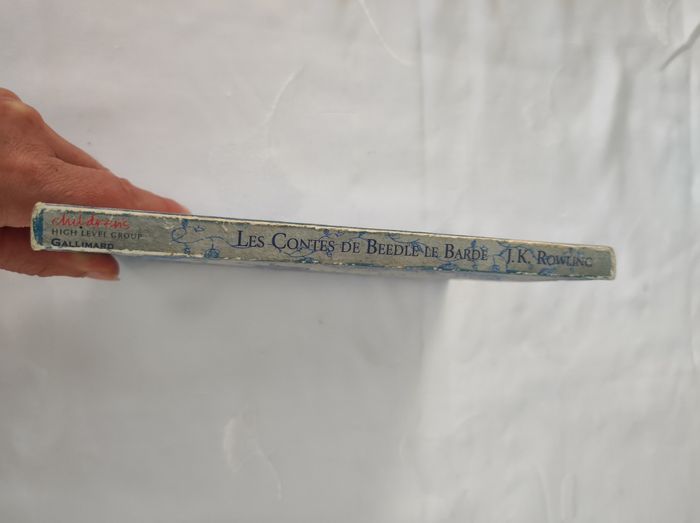 children's
HIGH LEVEL GROUP
GALLIMARD
LES CONTES DE BEEDLE LE BARDE J.K. ROWLING